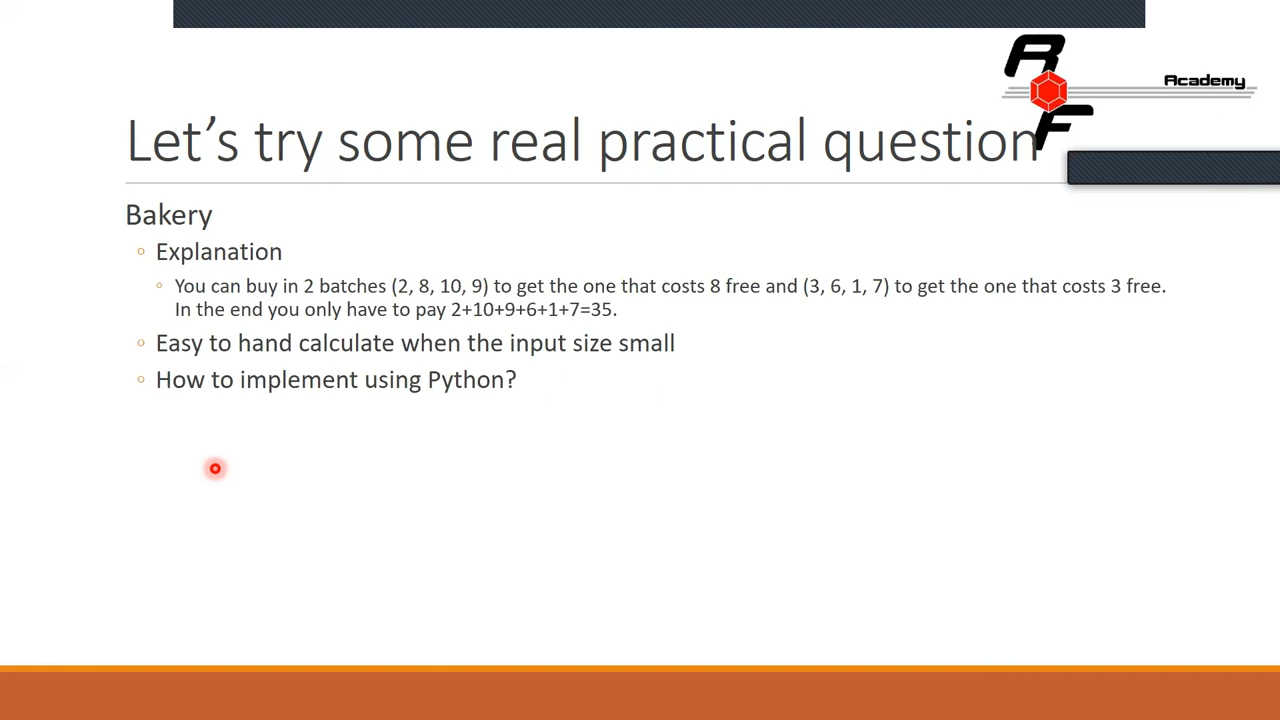 R
Academy
F
Let's try some real practical question
Bakery
Explanation
You can buy in 2 batches (2, 8, 10, 9) to get the one that costs 8 free and (3, 6, 1, 7) to get the one that costs 3 free.
In the end you only have to pay 2+10+9+6+1+7=35.
Easy to hand calculate when the input size small
How to implement using Python?